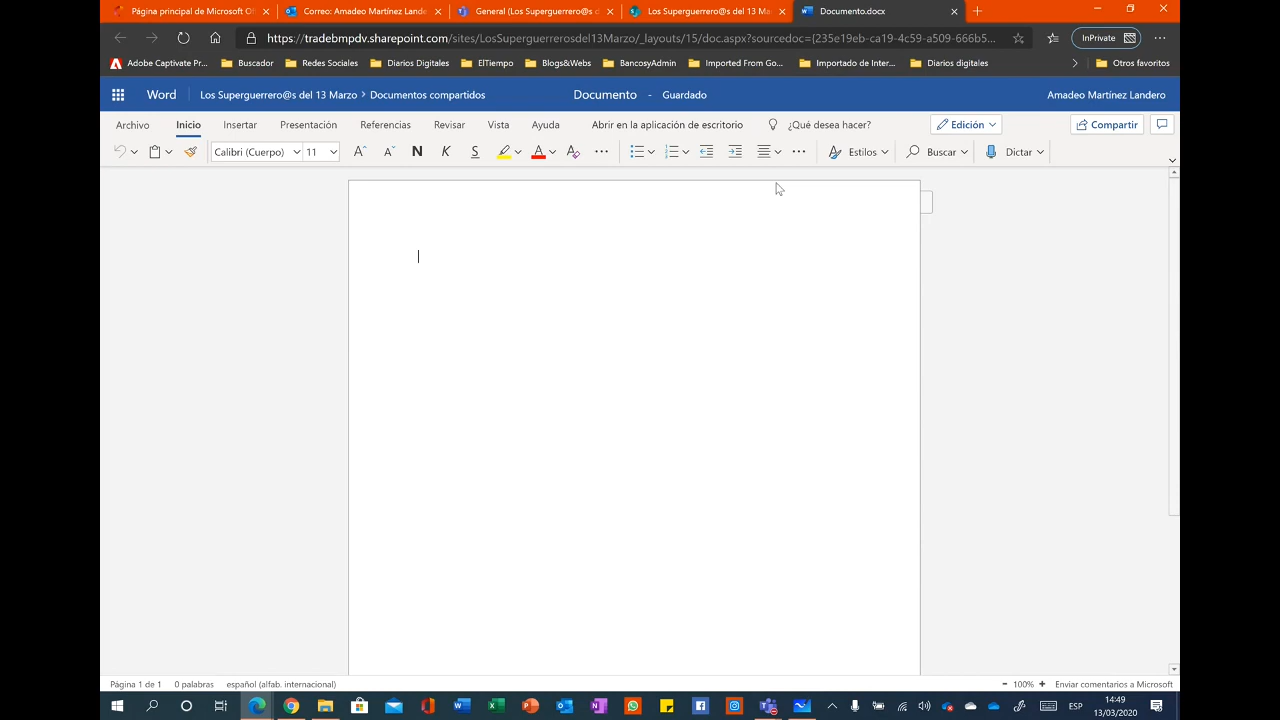 Página principal de Microsoft Of
Correo: Amadeo Martínez Lande
General (Los Superguerrero@s d
Los Superguerrero@s del 13 Mar
Documento.docx
https://tradebmpdv.sharepoint.com/sites/LosSuperguerrerosdel13Marzo/_layouts/15/doc.aspx?sourcedoc={235e19eb-ca19-4c59-a509-666b5...
InPrivate
Adobe Captivate Pr...
Buscador
Redes Sociales
Diarios Digitales
ElTiempo
Blogs&Webs
BancosyAdmin
Imported From Go...
Importado de Inter...
Diarios digitales
Otros favoritos
Word
Los Superguerrero@s del 13 Marzo > Documentos compartidos
Documento - Guardado
Amadeo Martínez Landero
Archivo
Inicio
Insertar
Presentación
Referencias
Revisar
Vista
Ayuda
Abrir en la aplicación de escritorio
¿Qué desea hacer?
Edición
Compartir
Calibri (Cuerpo)
11
A
A
N
K
S
A
A
Estilos
Buscar
Dictar
Página 1 de 1
0 palabras
español (alfab. internacional)
100%
Enviar comentarios a Microsoft
ESP
14:49
13/03/2020